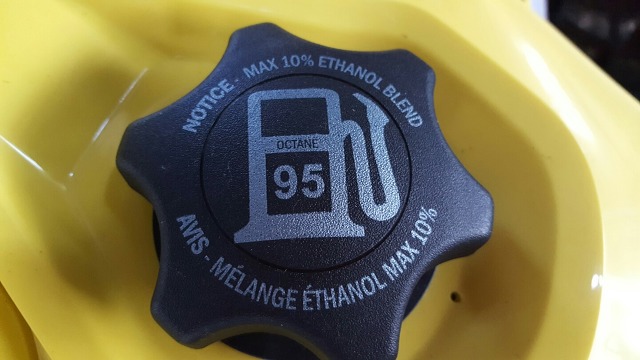 NOTICE - MAX 10% ETHANOL BLEND
OCTANE
95
AVIS - MÉLANGE ÉTHANOL MAX 10%